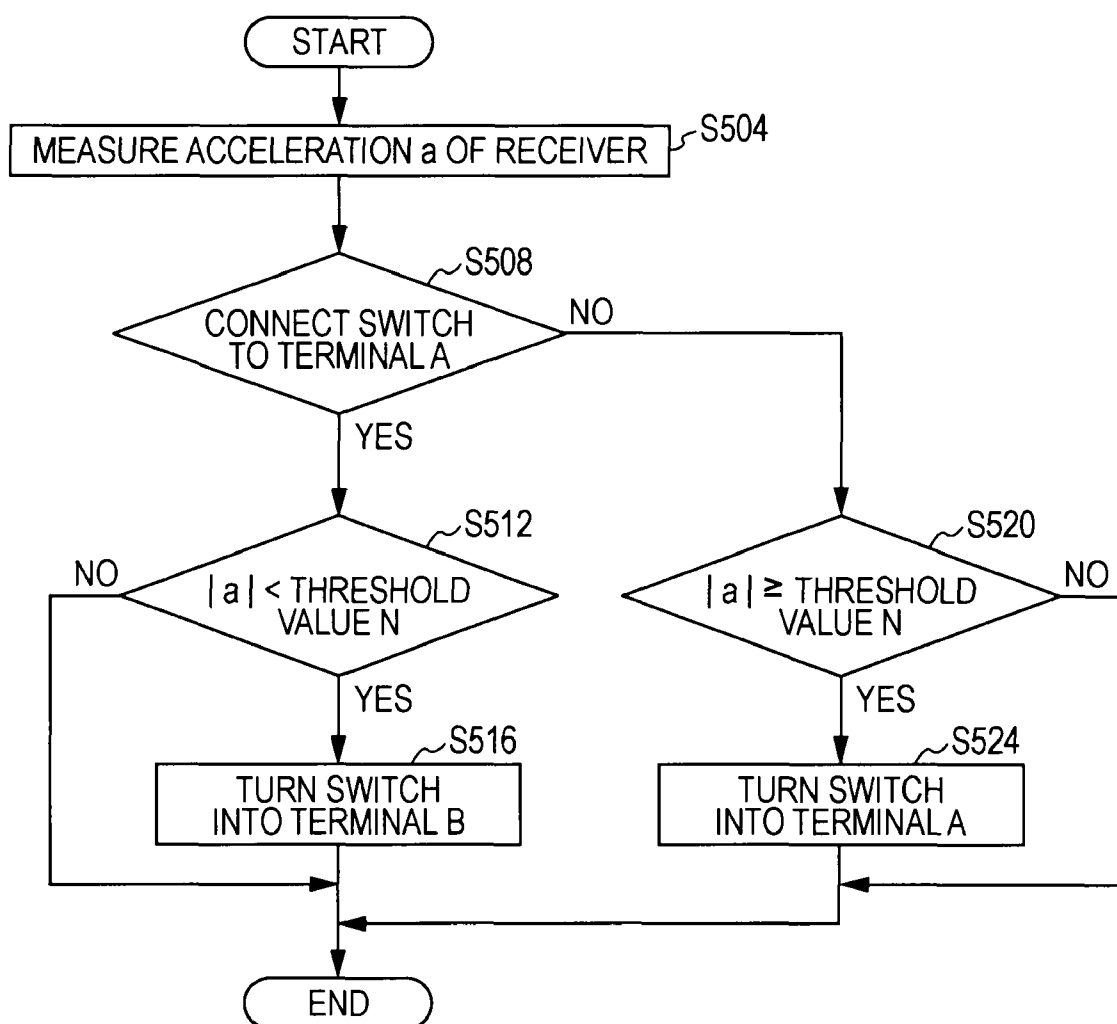 START
MEASURE ACCELERATION a OF RECEIVER
S504
S508
CONNECT SWITCH
TO TERMINAL A
NO
YES
S512
NO
|a| < THRESHOLD
VALUE N
YES
S516
TURN SWITCH
INTO TERMINAL B
S520
|a| ≥ THRESHOLD
VALUE N
NO
YES
S524
TURN SWITCH
INTO TERMINAL A
END